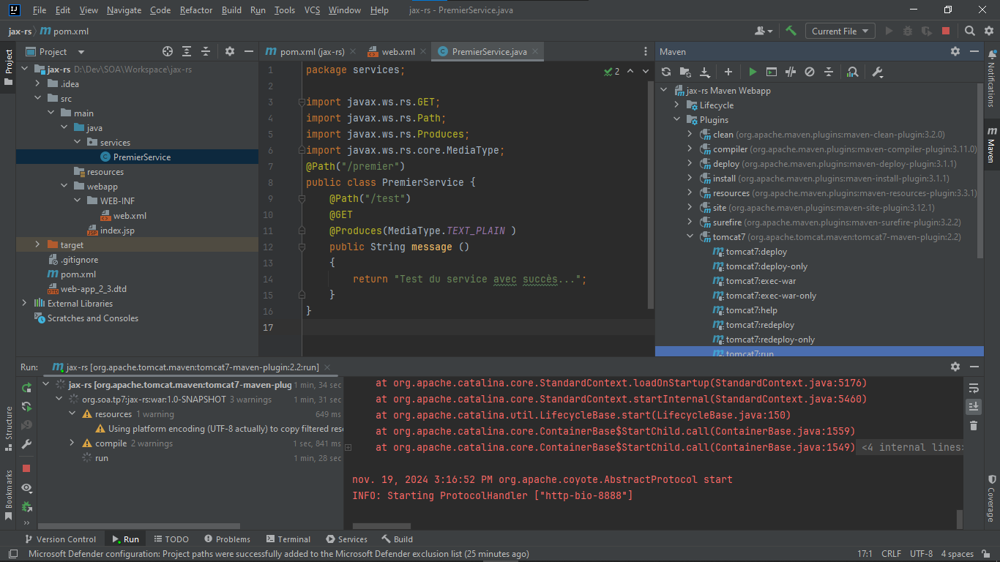 File Edit View Navigate Code Refactor Build Run Tools VCS Window Help jax-rs - PremierService.java
jax-rs pom.xml
Current File
Project
jax-rs D:\Dev\SOA\Workspace\jax-rs
.idea
src
main
java
services
PremierService
resources
webapp
WEB-INF
web.xml
index.jsp
target
.gitignore
pom.xml
web-app_2_3.dtd
External Libraries
Scratches and Consoles
pom.xml (jax-rs) web.xml PremierService.java
2
1 package services;
2
3 import javax.ws.rs.GET;
4 import javax.ws.rs.Path;
5 import javax.ws.rs.Produces;
6 import javax.ws.rs.core.MediaType;
7 @Path("/premier")
8 public class PremierService {
9 @Path("/test")
10 @GET
11 @Produces(MediaType.TEXT_PLAIN )
12 public String message ()
13 {
14 return "Test du service avec succès...";
15 }
16 }
17
Maven
jax-rs Maven Webapp
Lifecycle
Plugins
clean (org.apache.maven.plugins:maven-clean-plugin:3.2.0)
compiler (org.apache.maven.plugins:maven-compiler-plugin:3.11.0)
deploy (org.apache.maven.plugins:maven-deploy-plugin:3.1.1)
install (org.apache.maven.plugins:maven-install-plugin:3.1.1)
resources (org.apache.maven.plugins:maven-resources-plugin:3.3.1)
site (org.apache.maven.plugins:maven-site-plugin:3.12.1)
surefire (org.apache.maven.plugins:maven-surefire-plugin:3.2.2)
tomcat7 (org.apache.tomcat.maven:tomcat7-maven-plugin:2.2)
tomcat7:deploy
tomcat7:deploy-only
tomcat7:exec-war
tomcat7:exec-war-only
tomcat7:help
tomcat7:redeploy
tomcat7:redeploy-only
tomcat7:run
Project
Structure
Bookmarks
Notifications
Maven
Coverage
Run: jax-rs [org.apache.tomcat.maven:tomcat7-maven-plugin:2.2:run]
jax-rs [org.apache.tomcat.maven:tomcat7-maven-plug 1 min, 34 sec
org.soa.tp7:jax-rs:war:1.0-SNAPSHOT 3 warnings 1 min, 31 sec
resources 1 warning 649 ms
Using platform encoding (UTF-8 actually) to copy filtered res
compile 2 warnings 1 sec, 841 ms
run 1 min, 28 sec
at org.apache.catalina.core.StandardContext.loadOnStartup(StandardContext.java:5176)
at org.apache.catalina.core.StandardContext.startInternal(StandardContext.java:5460)
at org.apache.catalina.util.LifecycleBase.start(LifecycleBase.java:150)
at org.apache.catalina.core.ContainerBase$StartChild.call(ContainerBase.java:1559)
at org.apache.catalina.core.ContainerBase$StartChild.call(ContainerBase.java:1549) <4 internal lines>
nov. 19, 2024 3:16:52 PM org.apache.coyote.AbstractProtocol start
INFO: Starting ProtocolHandler ["http-bio-8888"]
Version Control Run TODO Problems Terminal Services Build
Microsoft Defender configuration: Project paths were successfully added to the Microsoft Defender exclusion list (25 minutes ago) 17:1 CRLF UTF-8 4 spaces